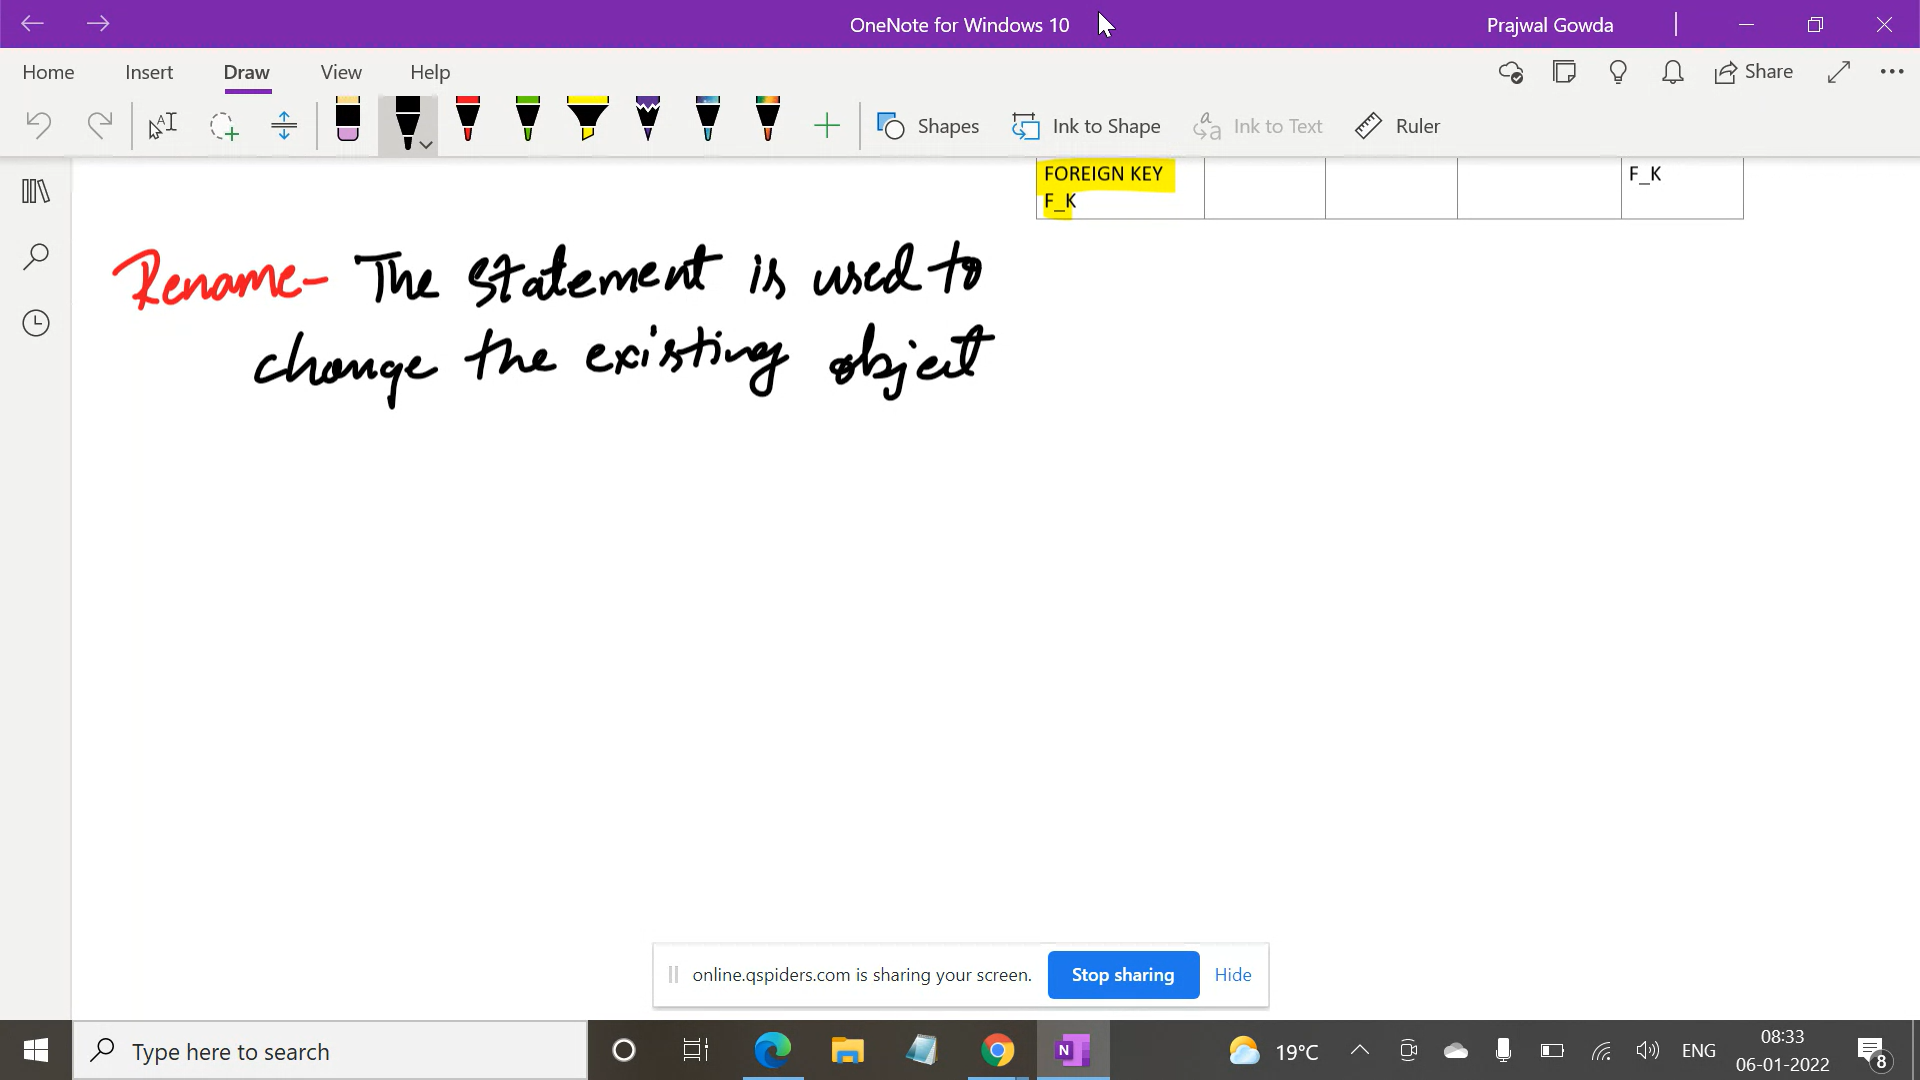 OneNote for Windows 10
Prajwal Gowda
Home Insert Draw View Help
Share
Shapes Ink to Shape Ink to Text Ruler
FOREIGN KEY F_K
F_K
Rename- The statement is used to
change the existing object
online.qspiders.com is sharing your screen. Stop sharing Hide
Type here to search
19°C ENG 08:33
06-01-2022 8